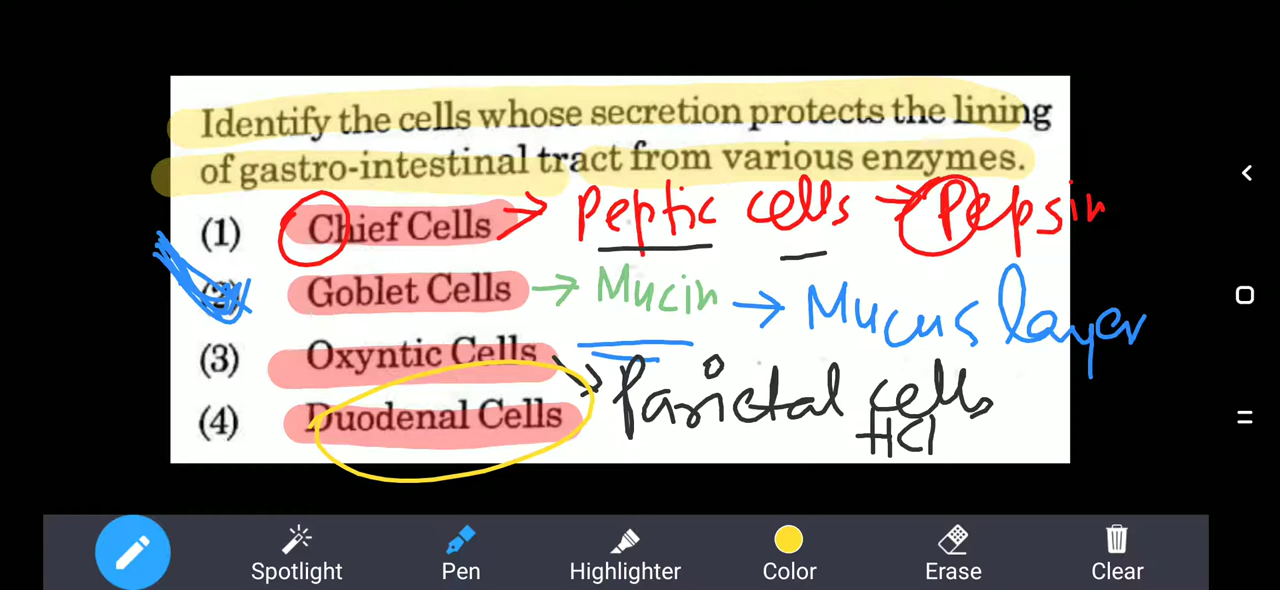 Identify the cells whose secretion protects the lining
of gastro-intestinal tract from various enzymes.
(1) Chief Cells → Peptic cells → Pepsin
(2) Goblet Cells → Mucin → Mucus layer
(3) Oxyntic Cells → Parietal cells
HCl
(4) Duodenal Cells
Spotlight Pen Highlighter Color Erase Clear